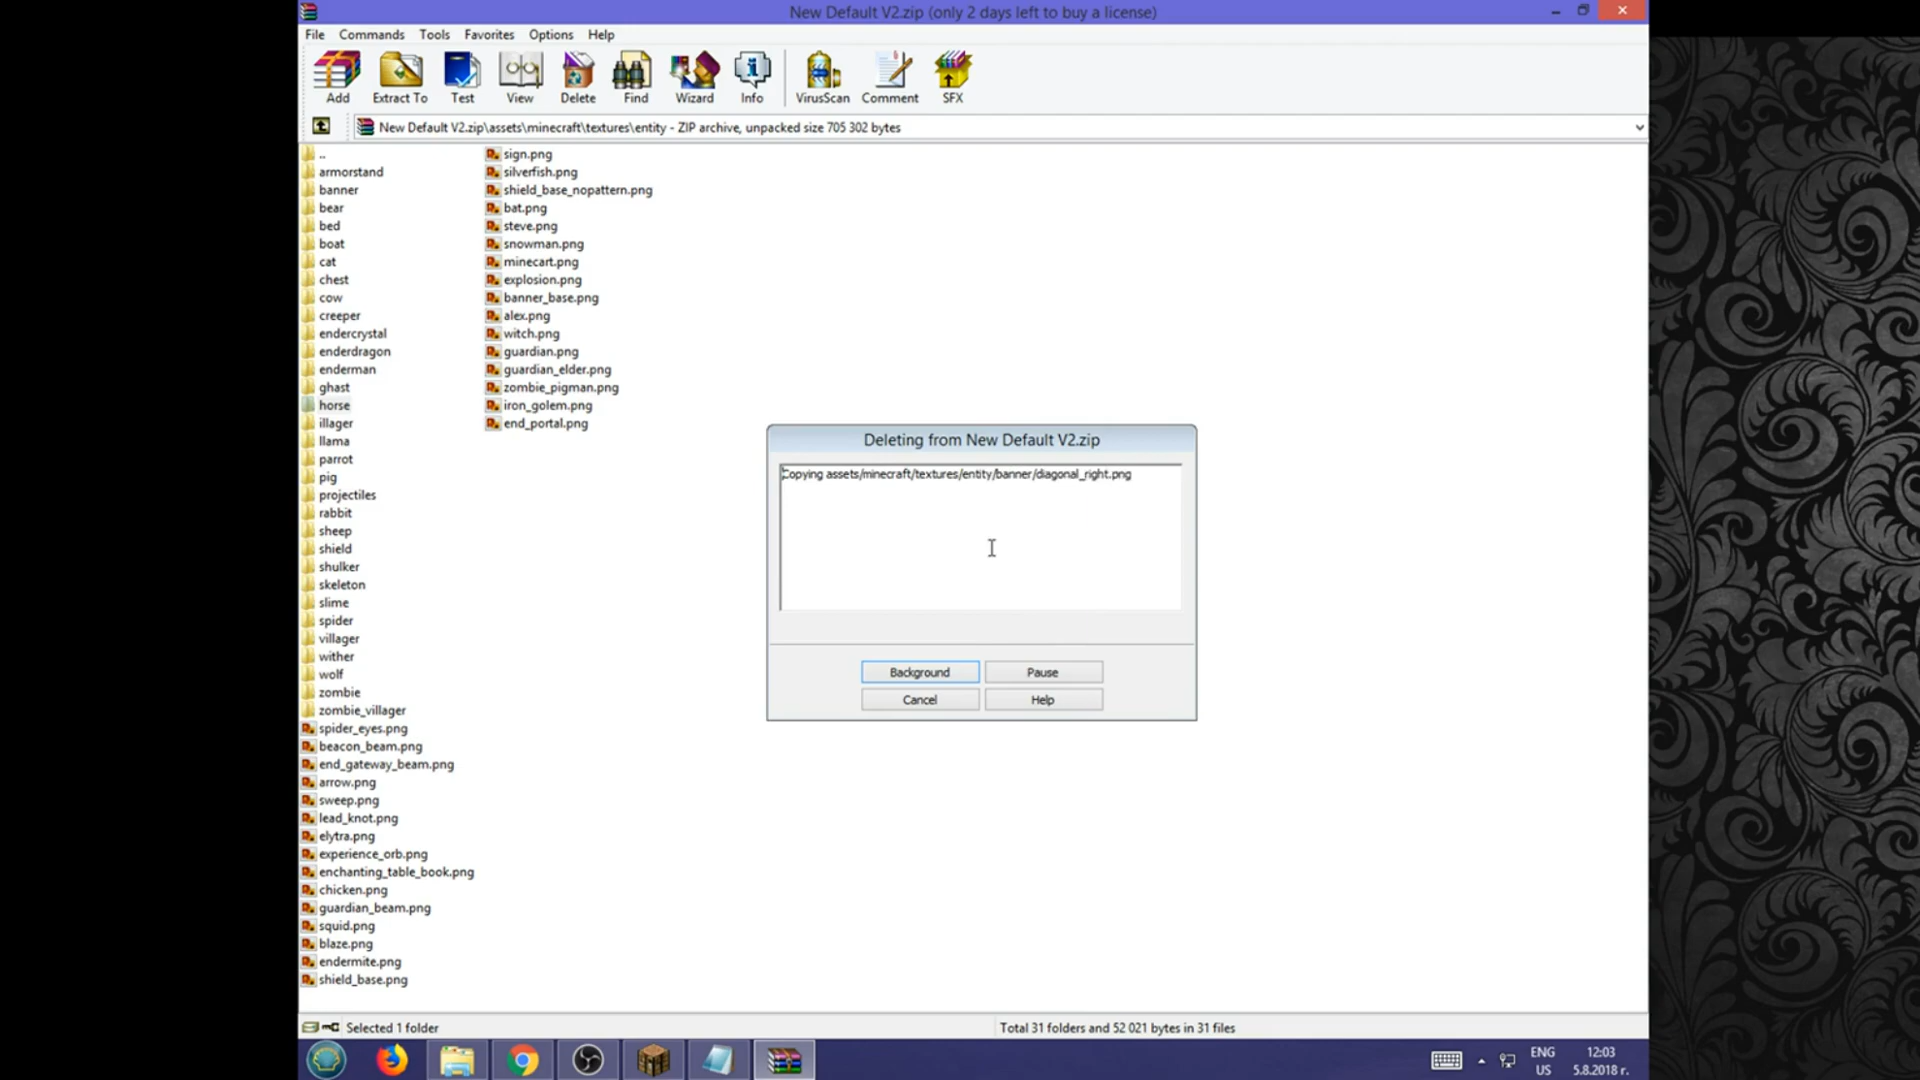 New Default V2.zip (only 2 days left to buy a license)
File Commands Tools Favorites Options Help
Add Extract To Test View Delete Find Wizard Info VirusScan Comment SFX
New Default V2.zip\assets\minecraft\textures\entity - ZIP archive, unpacked size 705 302 bytes
..
armorstand
banner
bear
bed
boat
cat
chest
cow
creeper
endercrystal
enderdragon
enderman
ghast
horse
illager
llama
parrot
pig
projectiles
rabbit
sheep
shield
shulker
skeleton
slime
spider
villager
wither
wolf
zombie
zombie_villager
spider_eyes.png
beacon_beam.png
end_gateway_beam.png
arrow.png
sweep.png
lead_knot.png
elytra.png
experience_orb.png
enchanting_table_book.png
chicken.png
guardian_beam.png
squid.png
blaze.png
endermite.png
shield_base.png
sign.png
silverfish.png
shield_base_nopattern.png
bat.png
steve.png
snowman.png
minecart.png
explosion.png
banner_base.png
alex.png
witch.png
guardian.png
guardian_elder.png
zombie_pigman.png
iron_golem.png
end_portal.png
Deleting from New Default V2.zip
Copying assets/minecraft/textures/entity/banner/diagonal_right.png
Background Pause
Cancel Help
Selected 1 folder
Total 31 folders and 52 021 bytes in 31 files
ENG 12:03
US 5.8.2018 г.